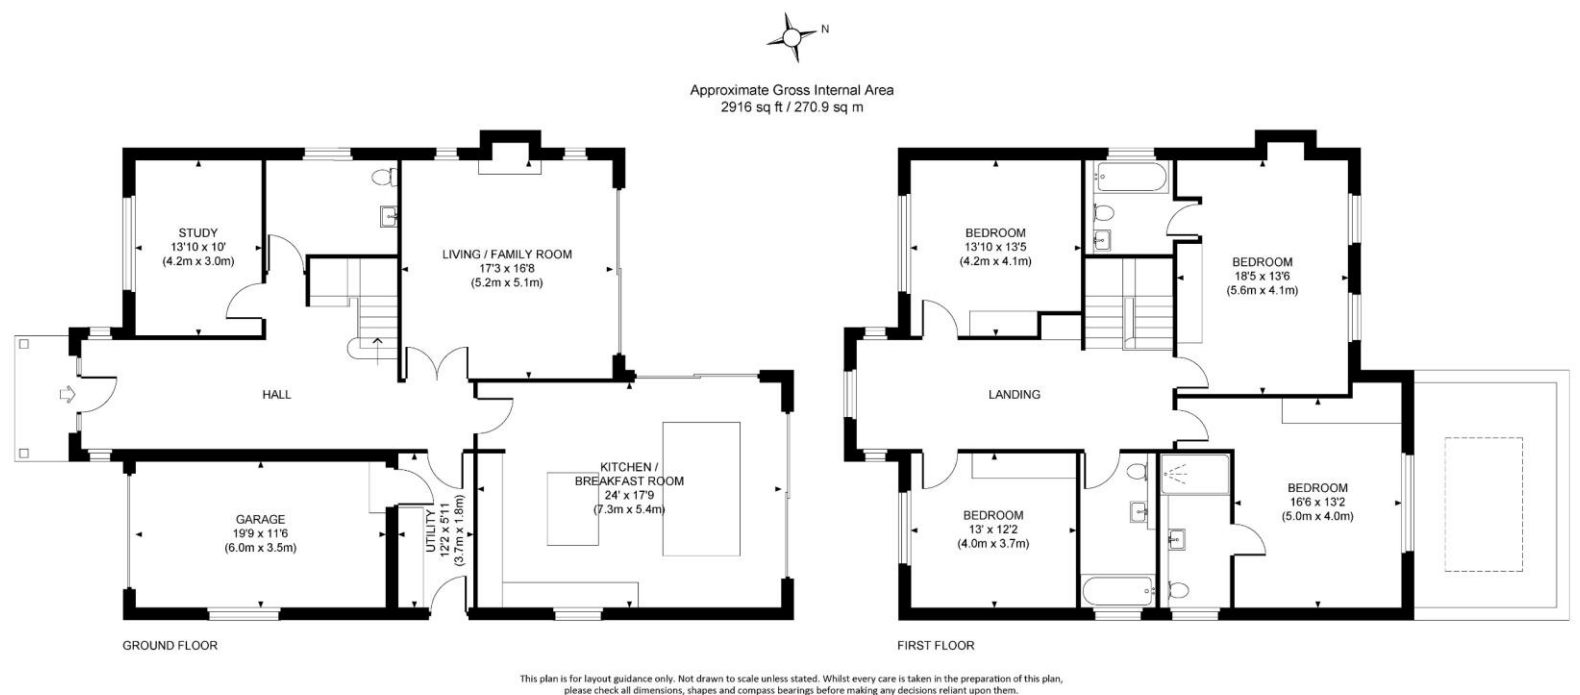 N
Approximate Gross Internal Area
2916 sq ft / 270.9 sq m
STUDY
13'10 x 10'
(4.2m x 3.0m)
LIVING / FAMILY ROOM
17'3 x 16'8
(5.2m x 5.1m)
HALL
KITCHEN /
BREAKFAST ROOM
24' x 17'9
(7.3m x 5.4m)
GARAGE
19'9 x 11'6
(6.0m x 3.5m)
UTILITY
12'2 x 5'11
(3.7m x 1.8m)
GROUND FLOOR
BEDROOM
13'10 x 13'5
(4.2m x 4.1m)
BEDROOM
18'5 x 13'6
(5.6m x 4.1m)
LANDING
BEDROOM
13' x 12'2
(4.0m x 3.7m)
BEDROOM
16'6 x 13'2
(5.0m x 4.0m)
FIRST FLOOR
This plan is for layout guidance only. Not drawn to scale unless stated. Whilst every care is taken in the preparation of this plan,
please check all dimensions, shapes and compass bearings before making any decisions reliant upon them.